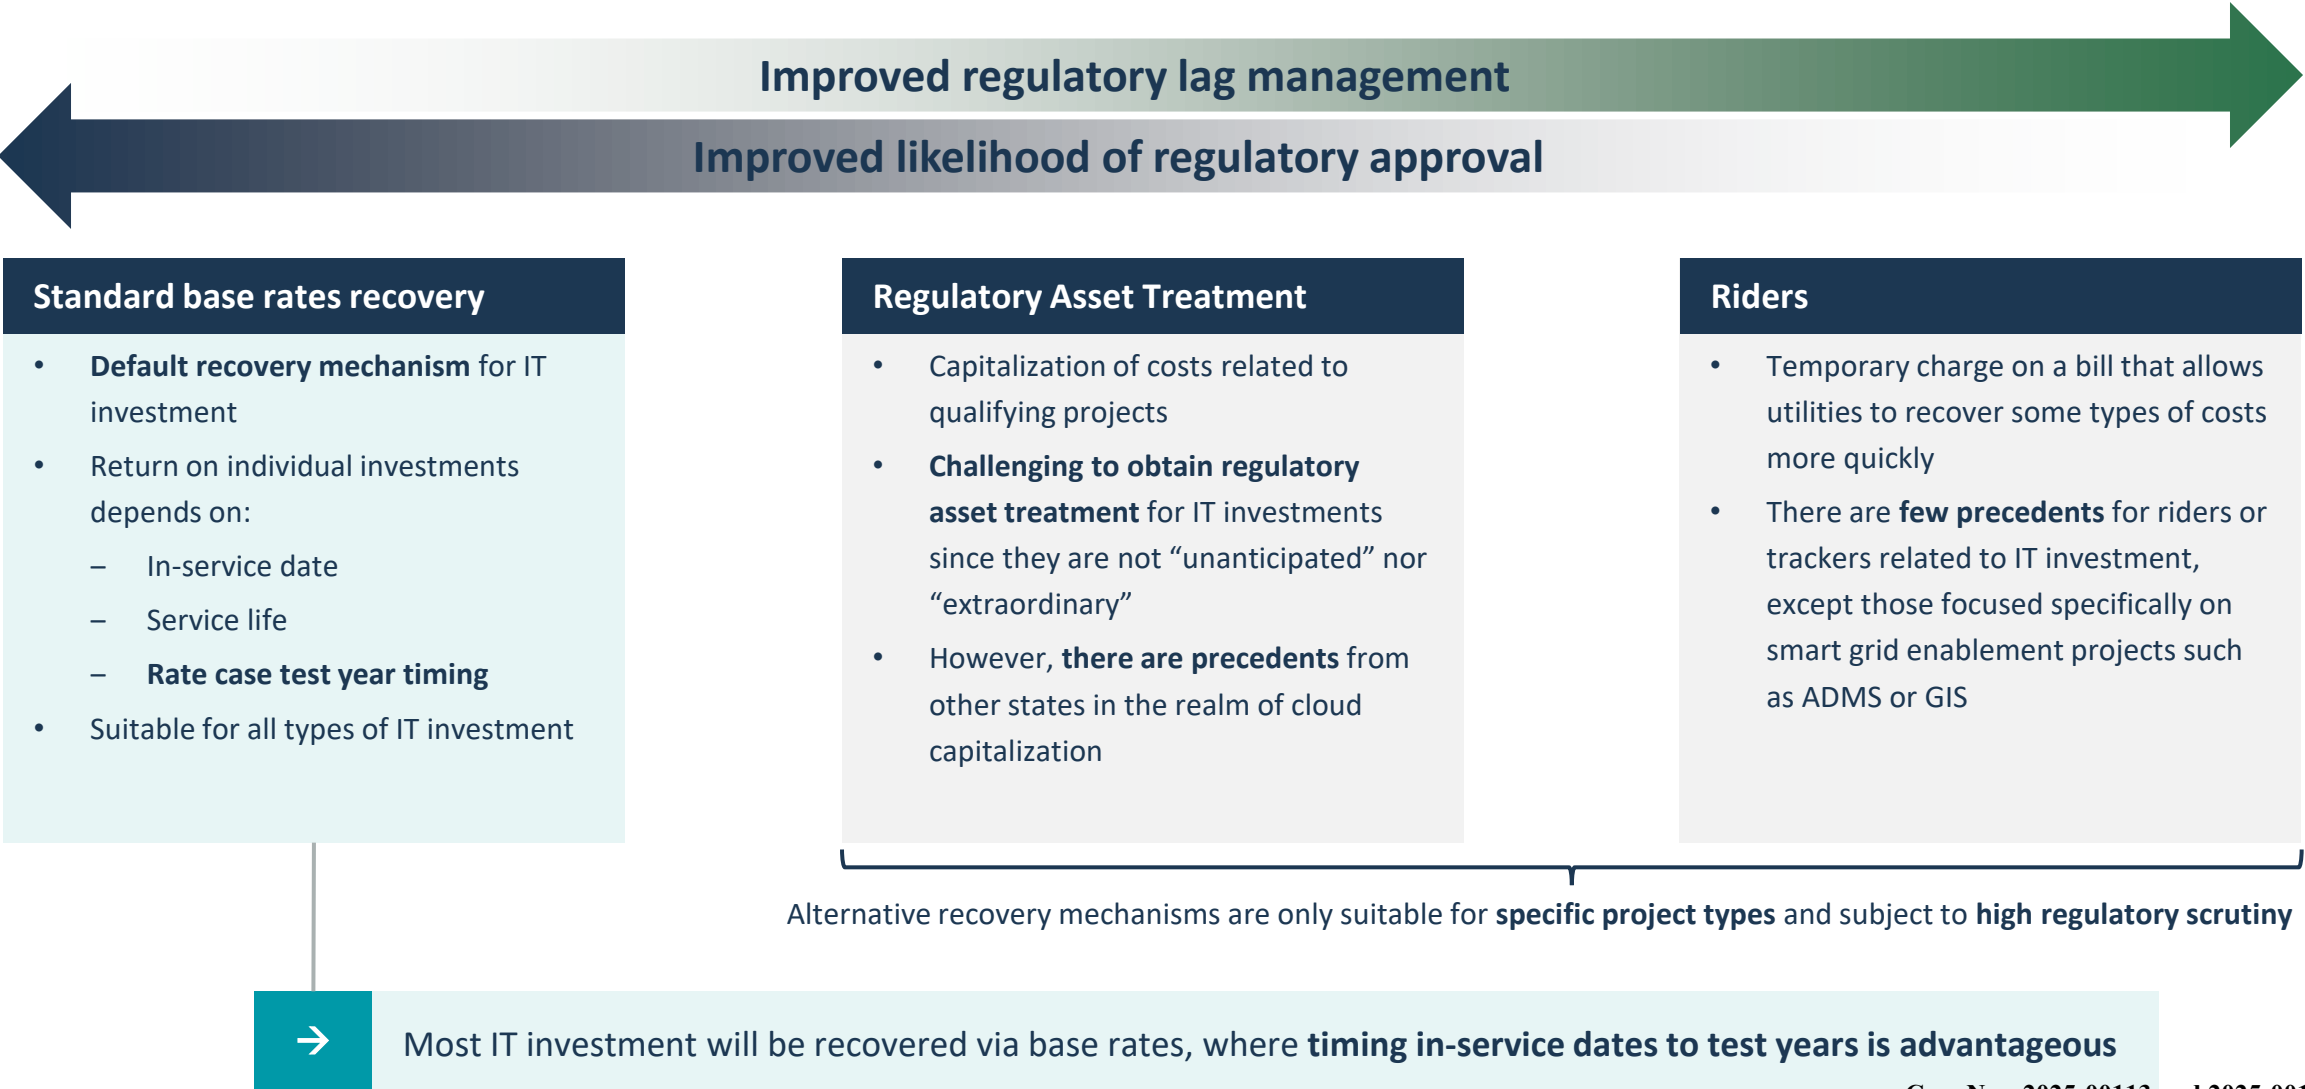 Improved regulatory lag management
Improved likelihood of regulatory approval
Standard base rates recovery
• Default recovery mechanism for IT
investment
• Return on individual investments
depends on:
– In-service date
– Service life
– Rate case test year timing
• Suitable for all types of IT investment
Regulatory Asset Treatment
• Capitalization of costs related to
qualifying projects
• Challenging to obtain regulatory
asset treatment for IT investments
since they are not “unanticipated” nor
“extraordinary”
• However, there are precedents from
other states in the realm of cloud
capitalization
Riders
• Temporary charge on a bill that allows
utilities to recover some types of costs
more quickly
• There are few precedents for riders or
trackers related to IT investment,
except those focused specifically on
smart grid enablement projects such
as ADMS or GIS
Alternative recovery mechanisms are only suitable for specific project types and subject to high regulatory scrutiny
→ Most IT investment will be recovered via base rates, where timing in-service dates to test years is advantageous